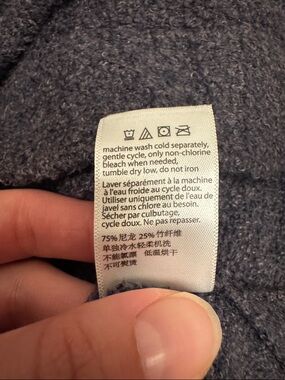 machine wash cold separately,
gentle cycle, only non-chlorine
bleach when needed,
tumble dry low, do not iron
Laver séparément à la machine
à l'eau froide au cycle doux.
Utiliser uniquement de l'eau de
javel sans chlore au besoin.
Sécher par culbutage,
cycle doux. Ne pas repasser.
75% 尼龙 25% 竹纤维
单独冷水轻柔机洗
不能氯漂 低温烘干
不可熨烫